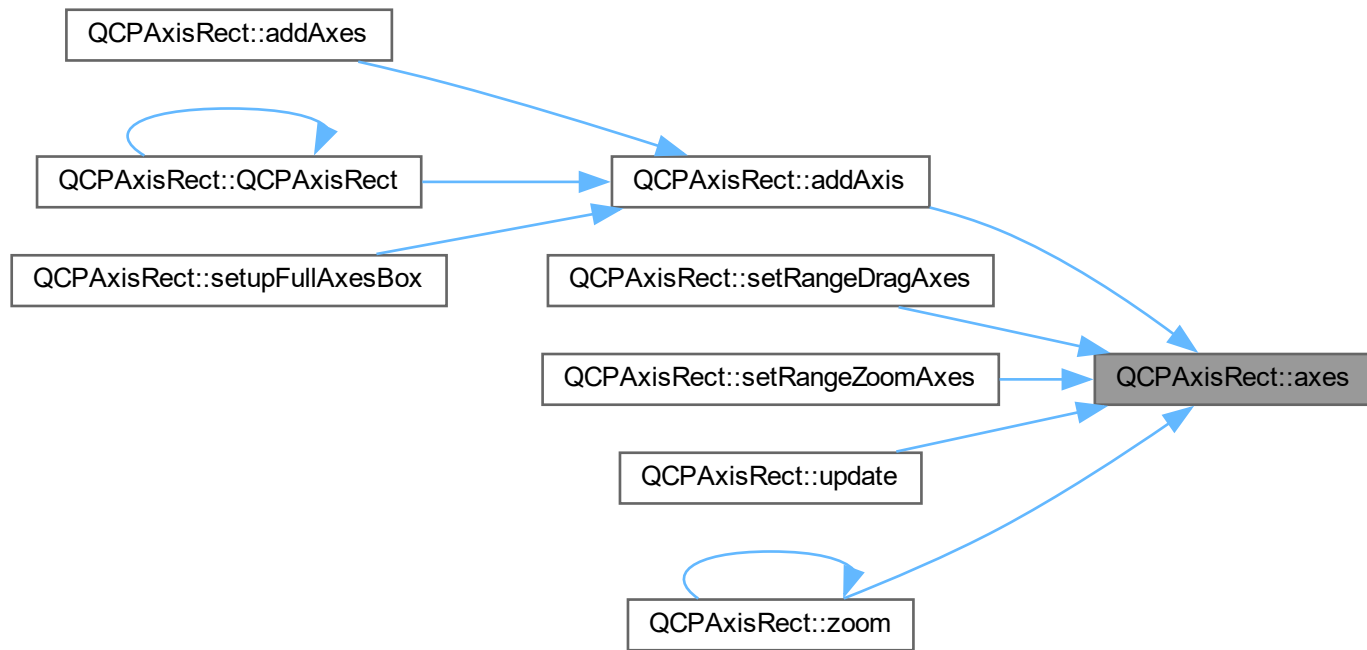 QCPAxisRect::addAxes
QCPAxisRect::QCPAxisRect
QCPAxisRect::addAxis
QCPAxisRect::setupFullAxesBox
QCPAxisRect::setRangeDragAxes
QCPAxisRect::setRangeZoomAxes
QCPAxisRect::axes
QCPAxisRect::update
QCPAxisRect::zoom